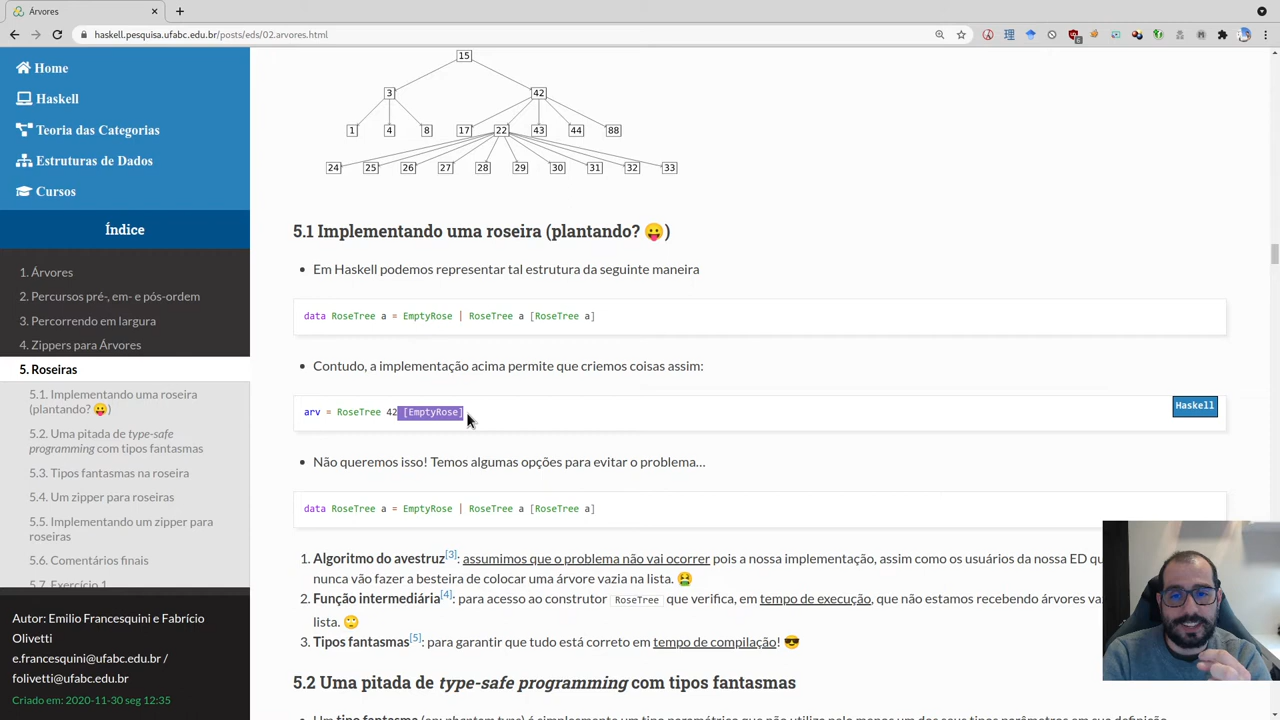 Árvores
haskell.pesquisa.ufabc.edu.br/posts/eds/02.arvores.html
Home
Haskell
Teoria das Categorias
Estruturas de Dados
Cursos
Índice
1. Árvores
2. Percursos pré-, em- e pós-ordem
3. Percorrendo em largura
4. Zippers para Árvores
5. Roseiras
5.1. Implementando uma roseira
(plantando? 😛)
5.2. Uma pitada de type-safe
programming com tipos fantasmas
5.3. Tipos fantasmas na roseira
5.4. Um zipper para roseiras
5.5. Implementando um zipper para
roseiras
5.6. Comentários finais
5.7. Exercício 1
Autor: Emilio Francesquini e Fabrício
Olivetti
e.francesquini@ufabc.edu.br /
folivetti@ufabc.edu.br
Criado em: 2020-11-30 seg 12:35
15
3 42
1 4 8 17 22 43 44 88
24 25 26 27 28 29 30 31 32 33
5.1 Implementando uma roseira (plantando? 😛)
• Em Haskell podemos representar tal estrutura da seguinte maneira
data RoseTree a = EmptyRose | RoseTree a [RoseTree a]
• Contudo, a implementação acima permite que criemos coisas assim:
Haskell
arv = RoseTree 42 [EmptyRose]
• Não queremos isso! Temos algumas opções para evitar o problema...
data RoseTree a = EmptyRose | RoseTree a [RoseTree a]
1. Algoritmo do avestruz[3]: assumimos que o problema não vai ocorrer pois a nossa implementação, assim como os usuários da nossa ED
nunca vão fazer a besteira de colocar uma árvore vazia na lista. 🤮
2. Função intermediária[4]: para acesso ao construtor RoseTree que verifica, em tempo de execução, que não estamos recebendo árvores
lista. 🙄
3. Tipos fantasmas[5]: para garantir que tudo está correto em tempo de compilação! 😎
5.2 Uma pitada de type-safe programming com tipos fantasmas